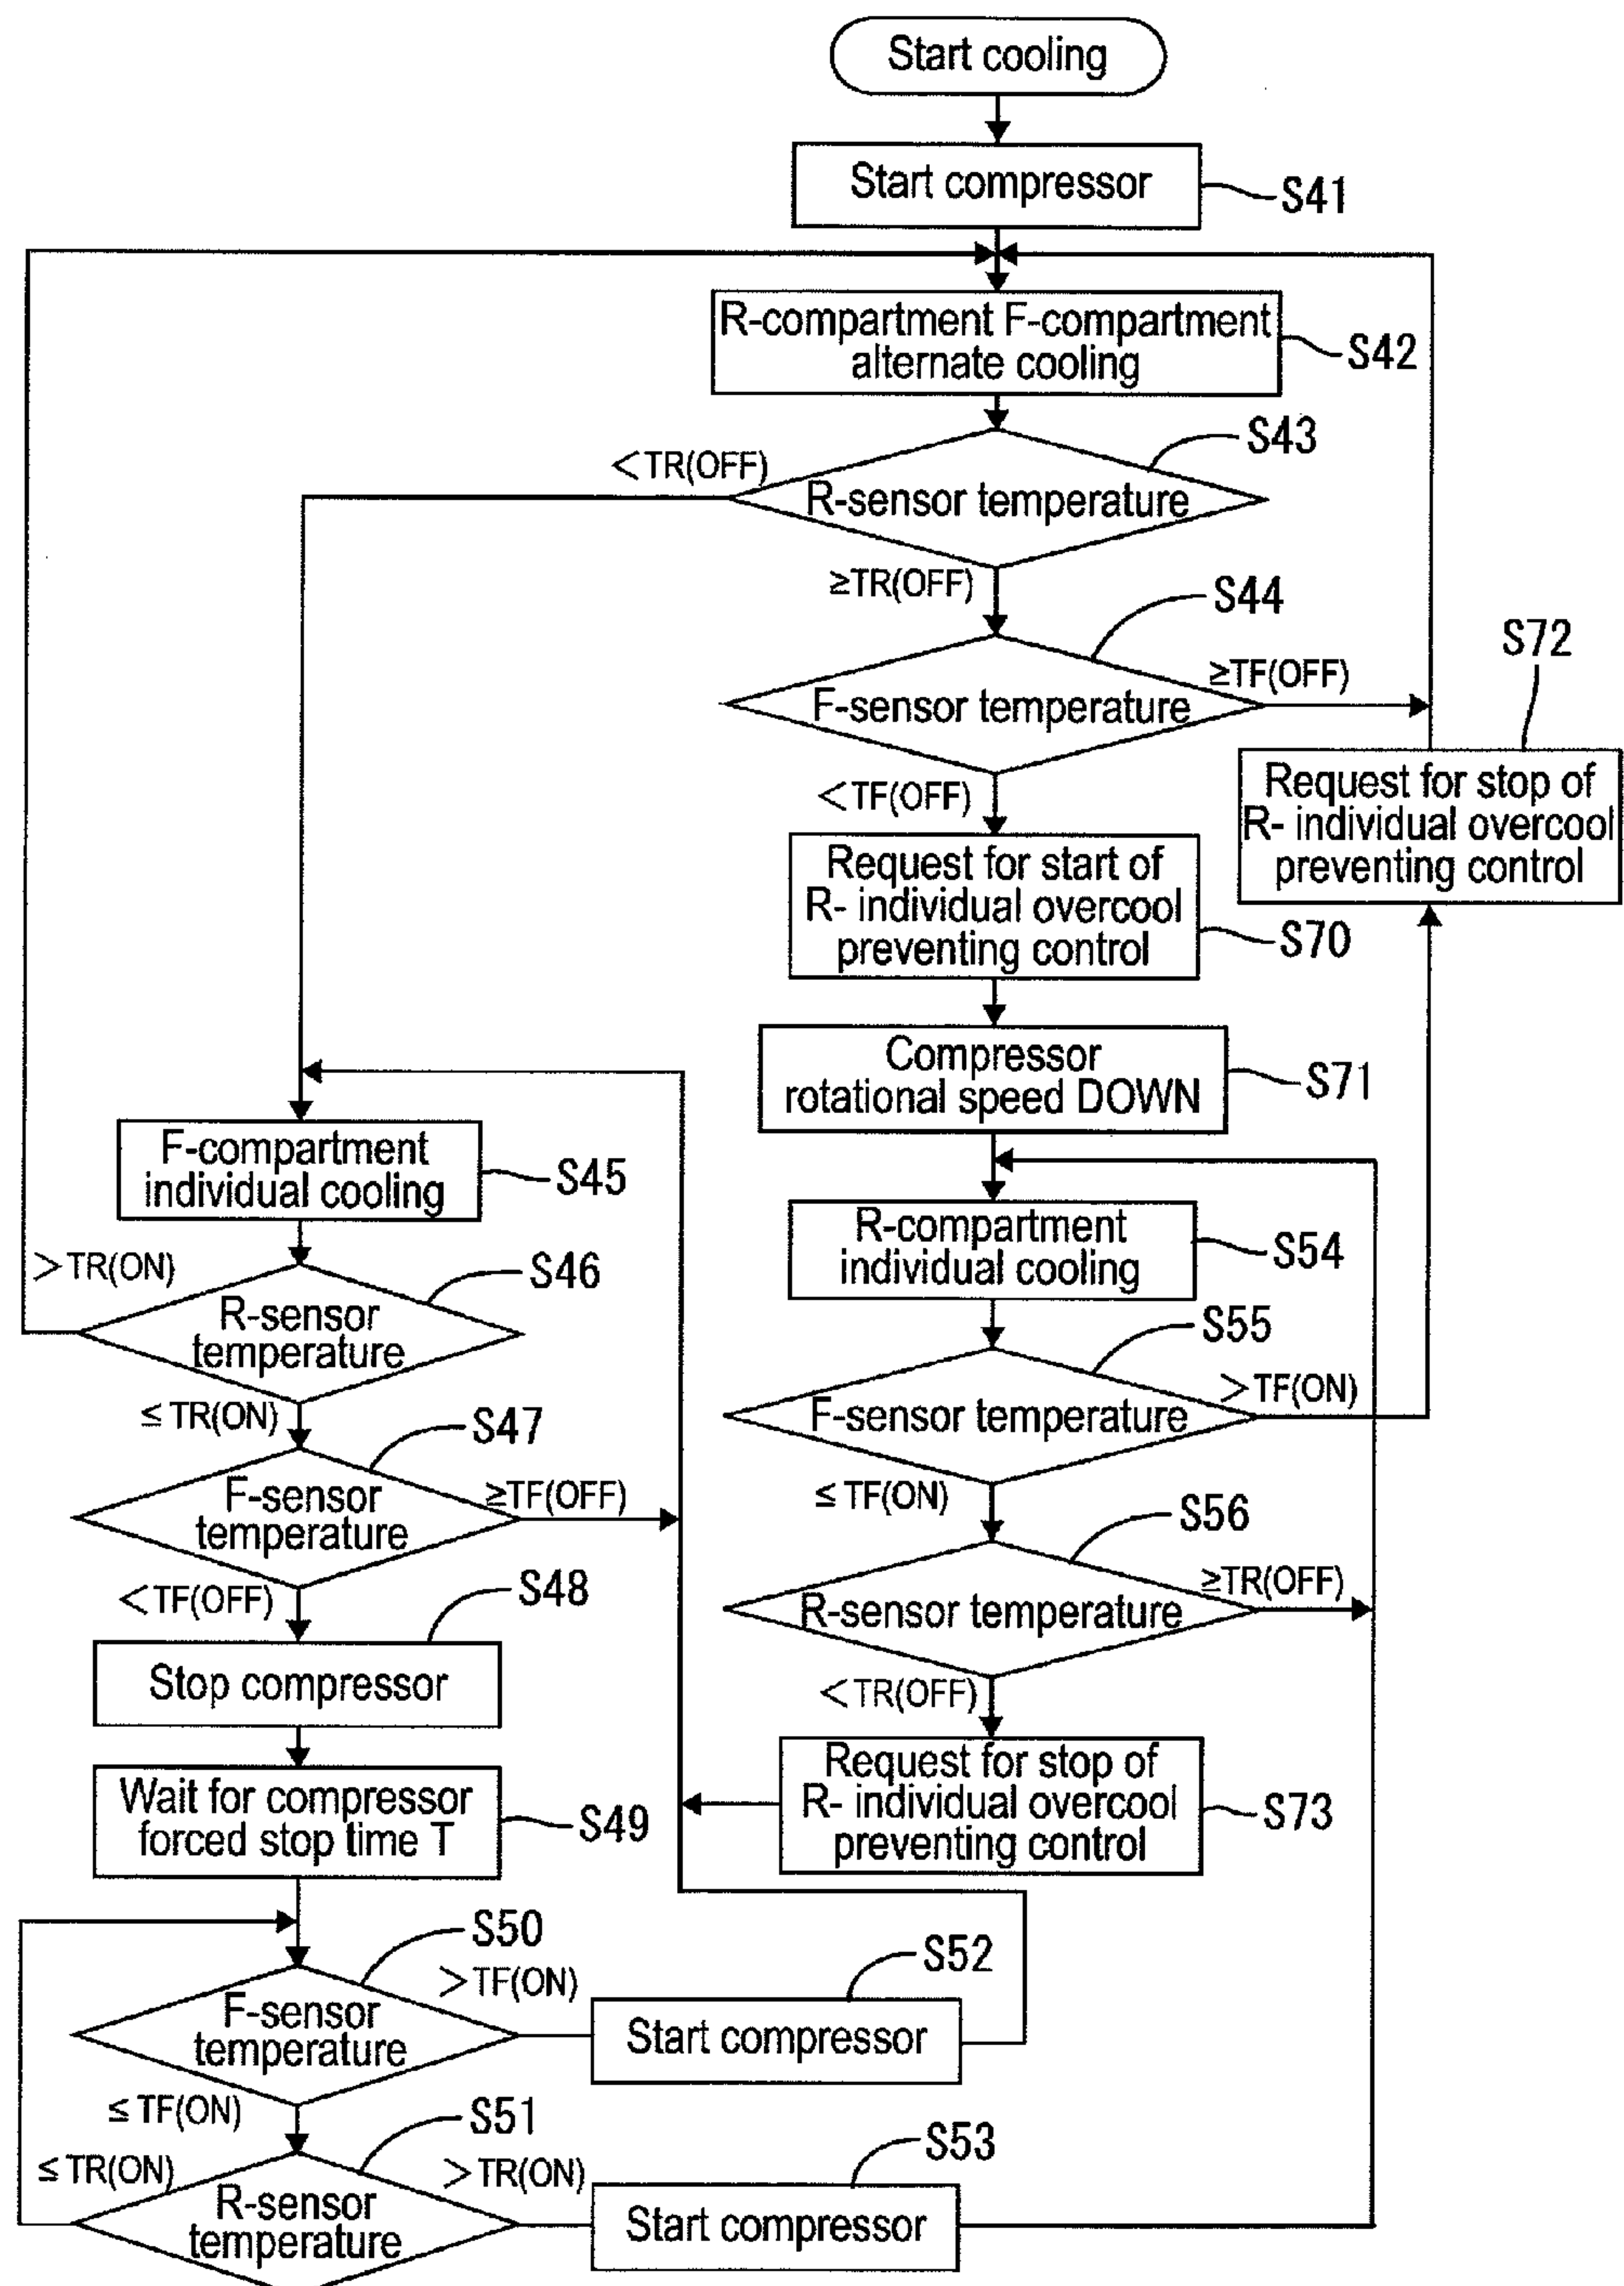 Start cooling
Start compressor
S41
R-compartment F-compartment
alternate cooling
S42
S43
<TR(OFF)
R-sensor temperature
≥TR(OFF)
S44
≥TF(OFF)
F-sensor temperature
<TF(OFF)
S72
Request for stop of
R- individual overcool
preventing control
Request for start of
R- individual overcool
preventing control
S70
Compressor
rotational speed DOWN
S71
F-compartment
individual cooling
S45
R-compartment
individual cooling
S54
>TR(ON)
S46
R-sensor
temperature
≤TR(ON)
S55
>TF(ON)
F-sensor temperature
≤TF(ON)
S47
F-sensor
temperature
≥TF(OFF)
<TF(OFF)
S56
≥TR(OFF)
R-sensor temperature
<TR(OFF)
S48
Stop compressor
Wait for compressor
forced stop time T
S49
Request for stop of
R- individual overcool
preventing control
S73
S50
>TF(ON)
F-sensor
temperature
≤TF(ON)
S52
Start compressor
S51
≤TR(ON)
>TR(ON)
R-sensor
temperature
S53
Start compressor